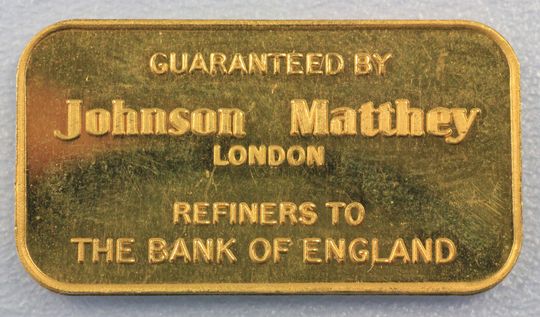 GUARANTEED BY
Johnson Matthey
LONDON
REFINERS TO
THE BANK OF ENGLAND